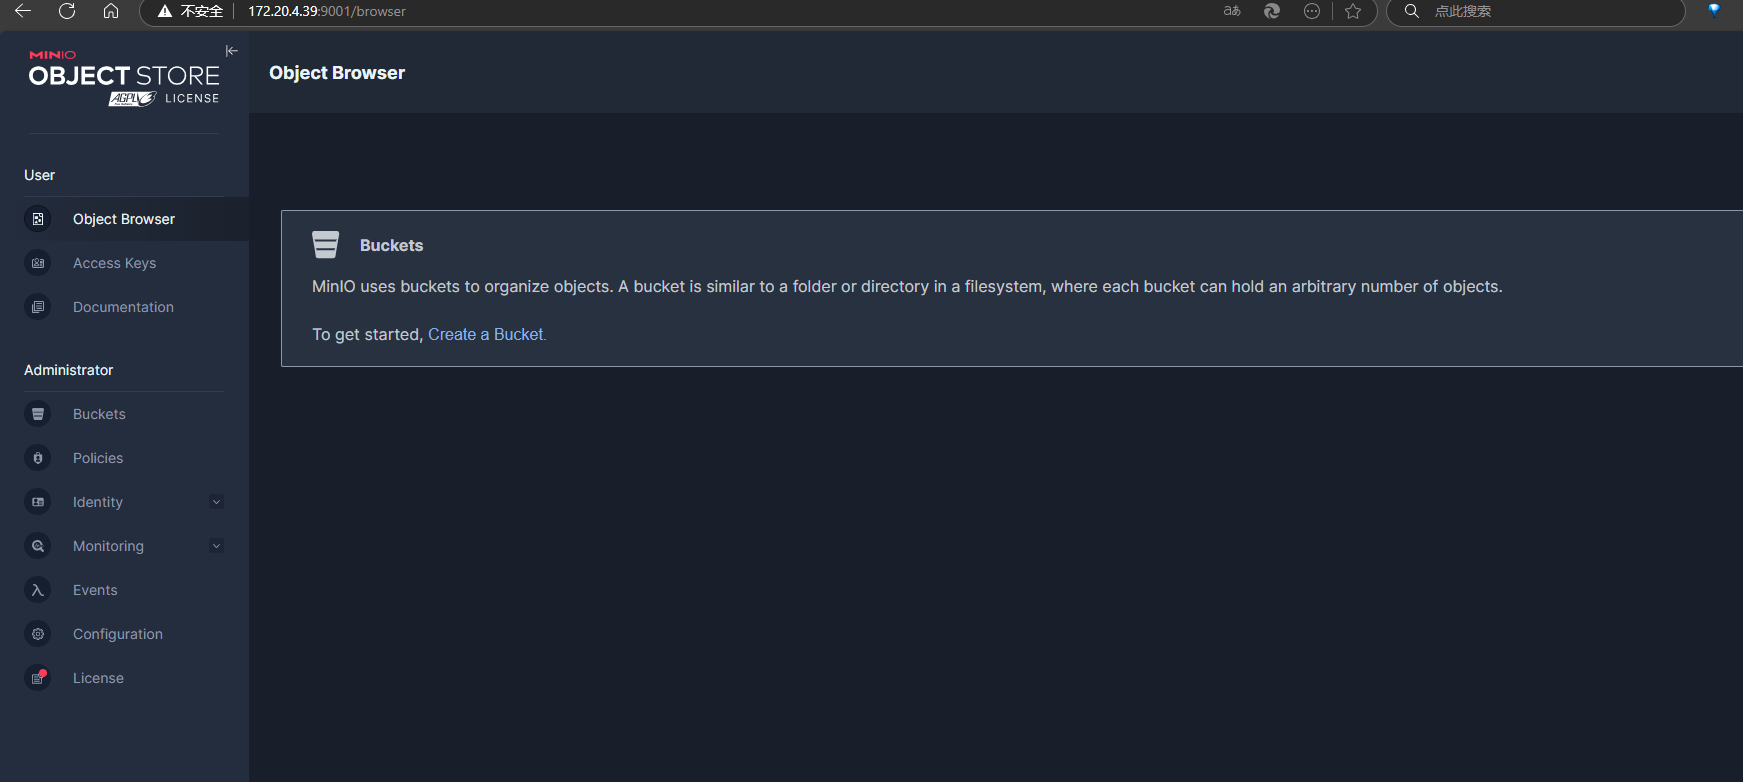 不安全
172.20.4.39:9001/browser
aあ
点此搜索
MINIO
OBJECT STORE
AGPLV3 LICENSE
Object Browser
User
Object Browser
Access Keys
Documentation
Administrator
Buckets
Policies
Identity
Monitoring
Events
Configuration
License
Buckets
MinIO uses buckets to organize objects. A bucket is similar to a folder or directory in a filesystem, where each bucket can hold an arbitrary number of objects.
To get started, Create a Bucket.